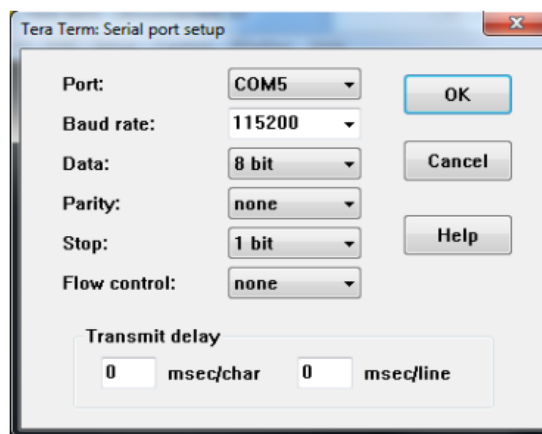 Tera Term: Serial port setup
Port: COM5 OK
Baud rate: 115200
Data: 8 bit Cancel
Parity: none
Stop: 1 bit Help
Flow control: none
Transmit delay
0 msec/char 0 msec/line